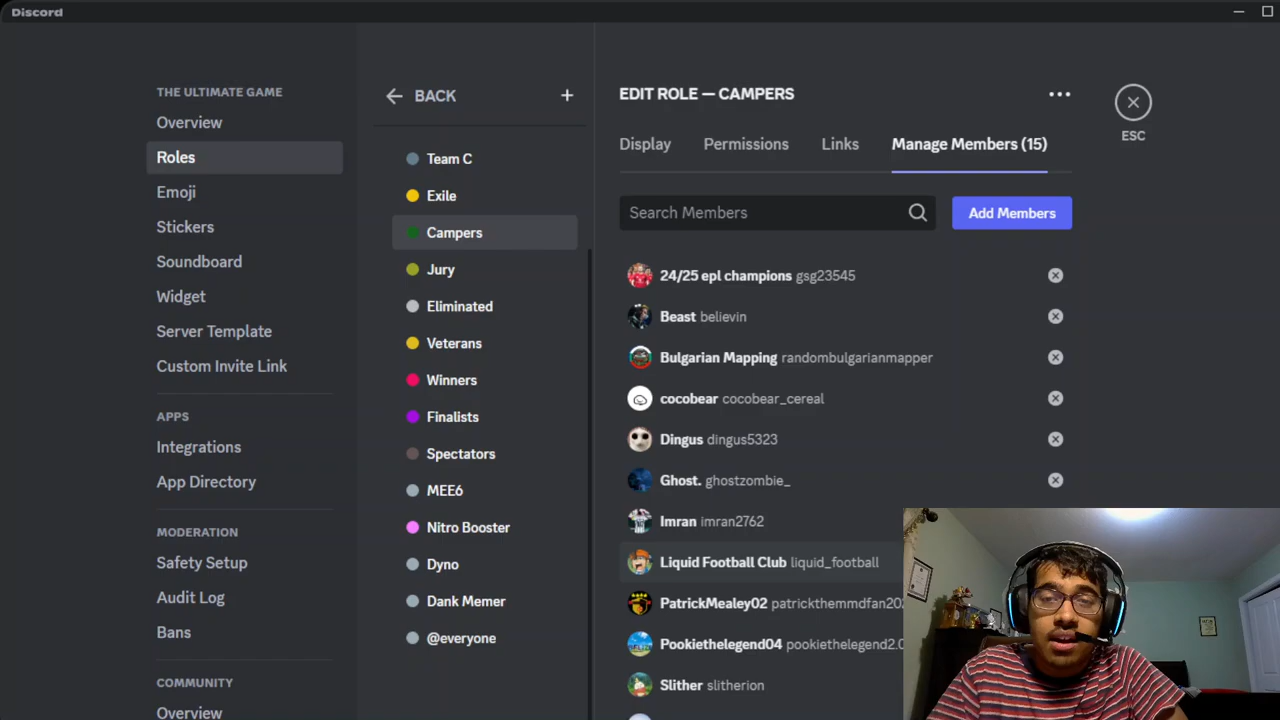 Discord
THE ULTIMATE GAME
Overview
Roles
Emoji
Stickers
Soundboard
Widget
Server Template
Custom Invite Link
APPS
Integrations
App Directory
MODERATION
Safety Setup
Audit Log
Bans
COMMUNITY
Overview
BACK
Team C
Exile
Campers
Jury
Eliminated
Veterans
Winners
Finalists
Spectators
MEE6
Nitro Booster
Dyno
Dank Memer
@everyone
EDIT ROLE — CAMPERS
ESC
Display Permissions Links Manage Members (15)
Search Members Add Members
24/25 epl champions gsg23545
Beast believin
Bulgarian Mapping randombulgarianmapper
cocobear cocobear_cereal
Dingus dingus5323
Ghost. ghostzombie_
Imran imran2762
Liquid Football Club liquid_football
PatrickMealey02 patrickthemmdfan202
Pookiethelegend04 pookiethelegend2.0
Slither slitherion